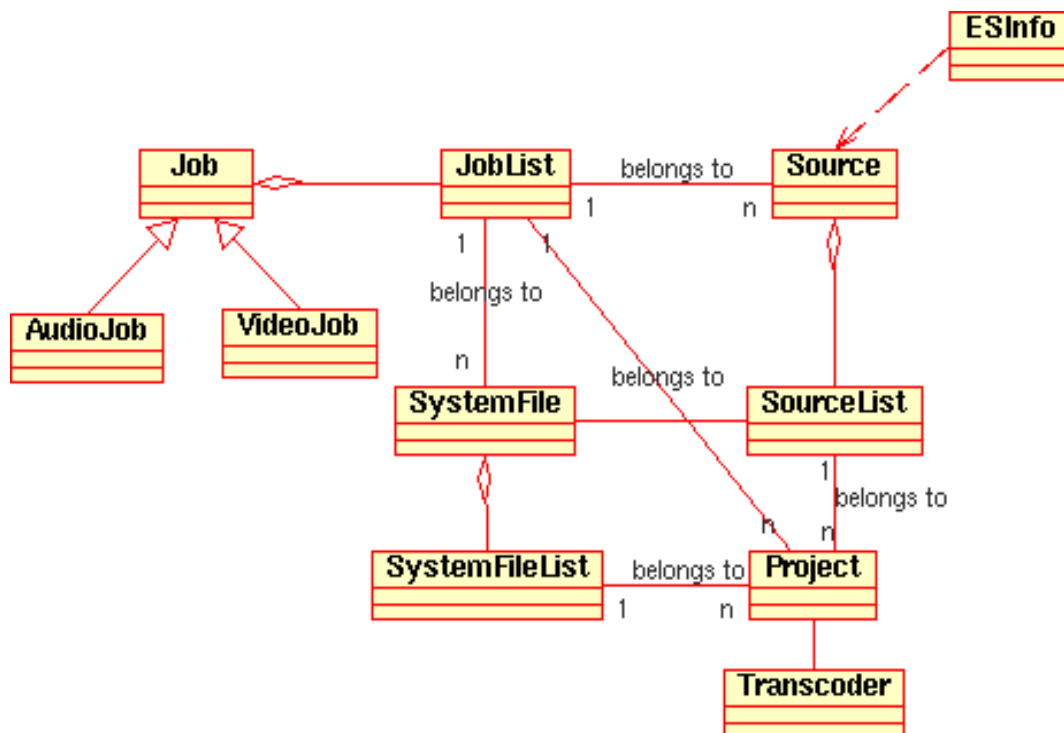 ESInfo
Job
JobList
belongs to
Source
1
n
1
1
belongs to
AudioJob
VideoJob
n
belongs to
SystemFile
SourceList
1
belongs to
n
n
SystemFileList
belongs to
Project
1
n
Transcoder